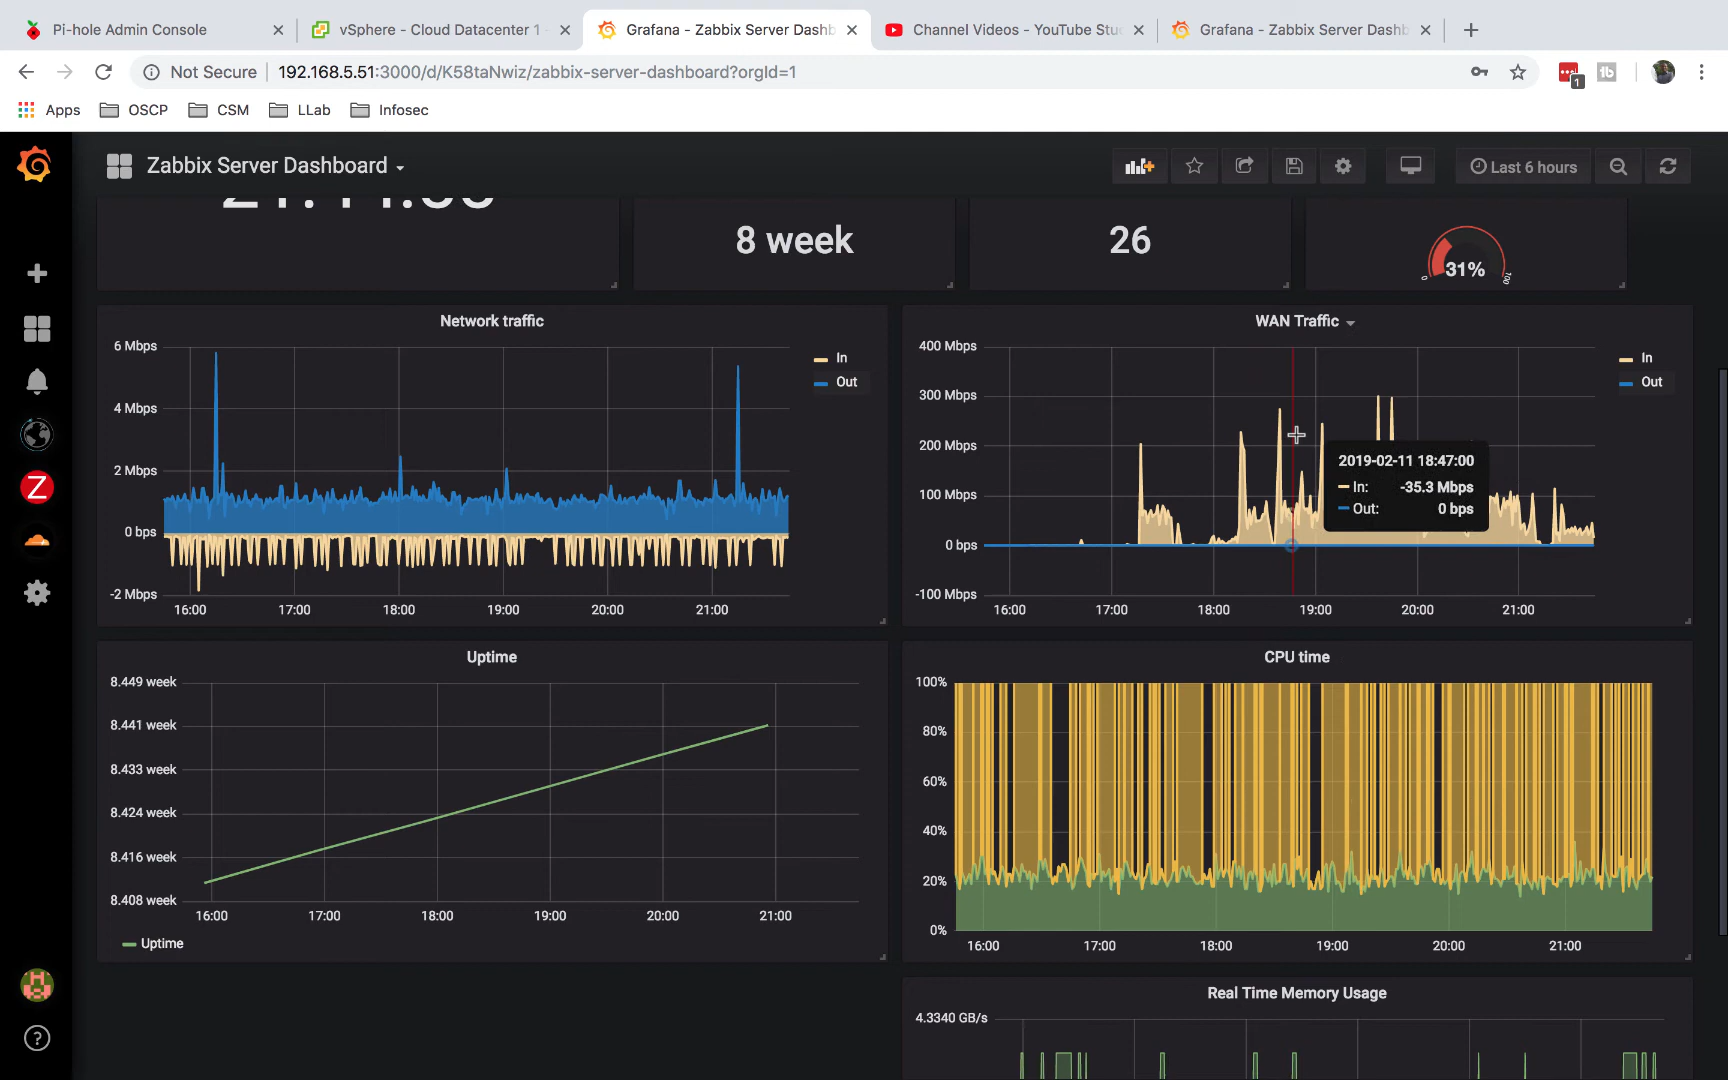 Pi-hole Admin Console
vSphere - Cloud Datacenter 1 -
Grafana - Zabbix Server Dashb
Channel Videos - YouTube Stu
Grafana - Zabbix Server Dashb
Not Secure
192.168.5.51:3000/d/K58taNwiz/zabbix-server-dashboard?orgId=1
1
Apps
OSCP
CSM
LLab
Infosec
Zabbix Server Dashboard
Last 6 hours
8 week
26
31%
0
100
Network traffic
6 Mbps
4 Mbps
2 Mbps
0 bps
-2 Mbps
16:00 17:00 18:00 19:00 20:00 21:00
In
Out
WAN Traffic
400 Mbps
300 Mbps
200 Mbps
100 Mbps
0 bps
-100 Mbps
16:00 17:00 18:00 19:00 20:00 21:00
In
Out
2019-02-11 18:47:00
In: -35.3 Mbps
Out: 0 bps
Z
Uptime
8.449 week
8.441 week
8.433 week
8.424 week
8.416 week
8.408 week
16:00 17:00 18:00 19:00 20:00 21:00
Uptime
CPU time
100%
80%
60%
40%
20%
0%
16:00 17:00 18:00 19:00 20:00 21:00
Real Time Memory Usage
4.3340 GB/s